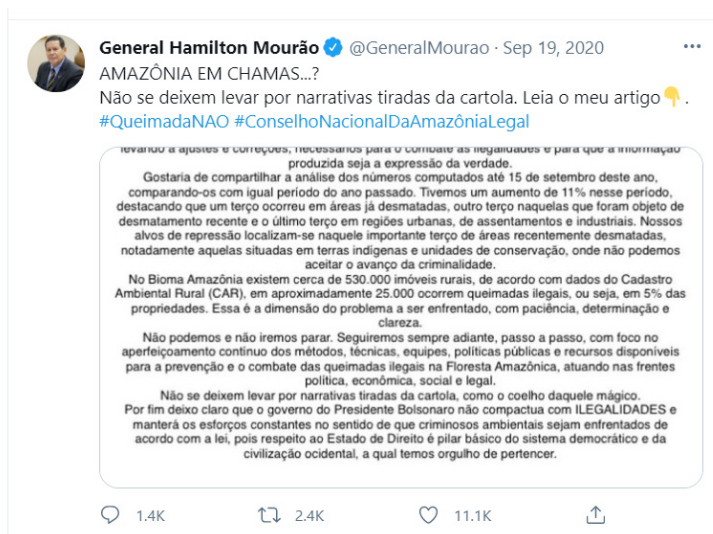 General Hamilton Mourão @GeneralMourao · Sep 19, 2020
AMAZÔNIA EM CHAMAS...?
Não se deixem levar por narrativas tiradas da cartola. Leia o meu artigo👇.
#QueimadaNAO #ConselhoNacionalDaAmazôniaLegal
levando a ajustes e correções, necessários para o combate às ilegalidades e para que a informação
produzida seja a expressão da verdade.
Gostaria de compartilhar a análise dos números computados até 15 de setembro deste ano,
comparando-os com igual período do ano passado. Tivemos um aumento de 11% nesse período,
destacando que um terço ocorreu em áreas já desmatadas, outro terço naquelas que foram objeto de
desmatamento recente e o último terço em regiões urbanas, de assentamentos e industriais. Nossos
alvos de repressão localizam-se naquele importante terço de áreas recentemente desmatadas,
notadamente aquelas situadas em terras indígenas e unidades de conservação, onde não podemos
aceitar o avanço da criminalidade.
No Bioma Amazônia existem cerca de 530.000 imóveis rurais, de acordo com dados do Cadastro
Ambiental Rural (CAR), em aproximadamente 25.000 ocorrem queimadas ilegais, ou seja, em 5% das
propriedades. Essa é a dimensão do problema a ser enfrentado, com paciência, determinação e
clareza.
Não podemos e não iremos parar. Seguiremos sempre adiante, passo a passo, com foco no
aperfeiçoamento contínuo dos métodos, técnicas, equipes, políticas públicas e recursos disponíveis
para a prevenção e o combate das queimadas ilegais na Floresta Amazônica, atuando nas frentes
política, econômica, social e legal.
Não se deixem levar por narrativas tiradas da cartola, como o coelho daquele mágico.
Por fim deixo claro que o governo do Presidente Bolsonaro não compactua com ILEGALIDADES e
manterá os esforços constantes no sentido de que criminosos ambientais sejam enfrentados de
acordo com a lei, pois respeito ao Estado de Direito é pilar básico do sistema democrático e da
civilização ocidental, a qual temos orgulho de pertencer.
1.4K 2.4K 11.1K